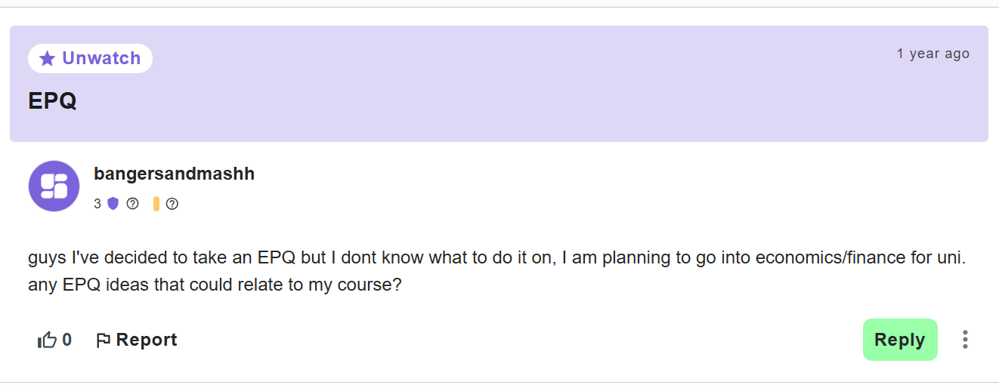 Unwatch
1 year ago
EPQ
bangersandmashh
3
guys I've decided to take an EPQ but I dont know what to do it on, I am planning to go into economics/finance for uni.
any EPQ ideas that could relate to my course?
0 Report
Reply